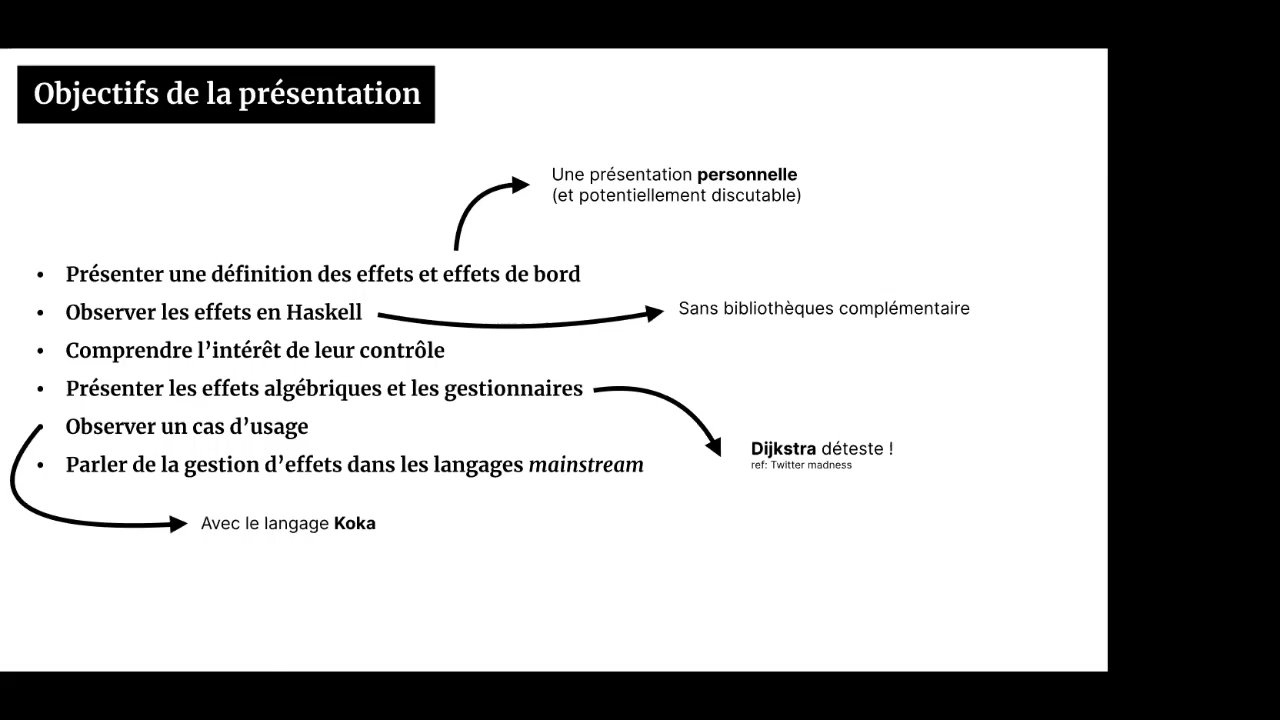 Objectifs de la présentation
Une présentation personnelle
(et potentiellement discutable)
• Présenter une définition des effets et effets de bord
• Observer les effets en Haskell
Sans bibliothèques complémentaire
• Comprendre l’intérêt de leur contrôle
• Présenter les effets algébriques et les gestionnaires
• Observer un cas d’usage
Dijkstra déteste !
ref: Twitter madness
• Parler de la gestion d’effets dans les langages mainstream
Avec le langage Koka